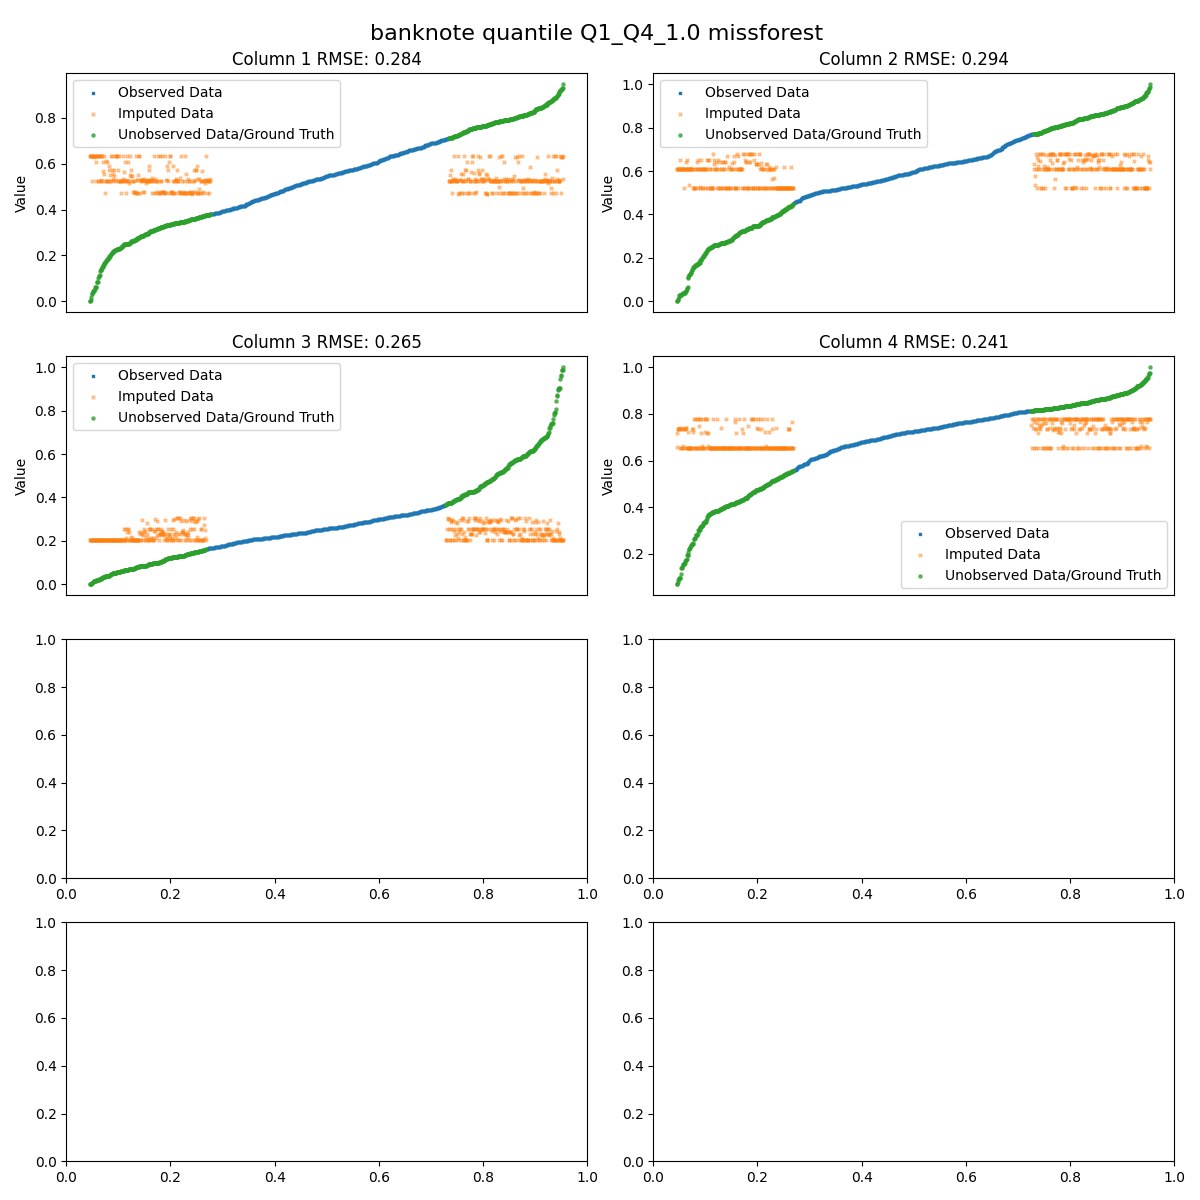 banknote quantile Q1_Q4_1.0 missforest
Column 1 RMSE: 0.284
Value
0.8
0.6
0.4
0.2
0.0
Observed Data
Imputed Data
Unobserved Data/Ground Truth
Column 2 RMSE: 0.294
Value
1.0
0.8
0.6
0.4
0.2
0.0
Observed Data
Imputed Data
Unobserved Data/Ground Truth
Column 3 RMSE: 0.265
Value
1.0
0.8
0.6
0.4
0.2
0.0
Observed Data
Imputed Data
Unobserved Data/Ground Truth
Column 4 RMSE: 0.241
Value
1.0
0.8
0.6
0.4
0.2
Observed Data
Imputed Data
Unobserved Data/Ground Truth
1.0
0.8
0.6
0.4
0.2
0.0
0.0 0.2 0.4 0.6 0.8 1.0
1.0
0.8
0.6
0.4
0.2
0.0
0.0 0.2 0.4 0.6 0.8 1.0
1.0
0.8
0.6
0.4
0.2
0.0
0.0 0.2 0.4 0.6 0.8 1.0
1.0
0.8
0.6
0.4
0.2
0.0
0.0 0.2 0.4 0.6 0.8 1.0